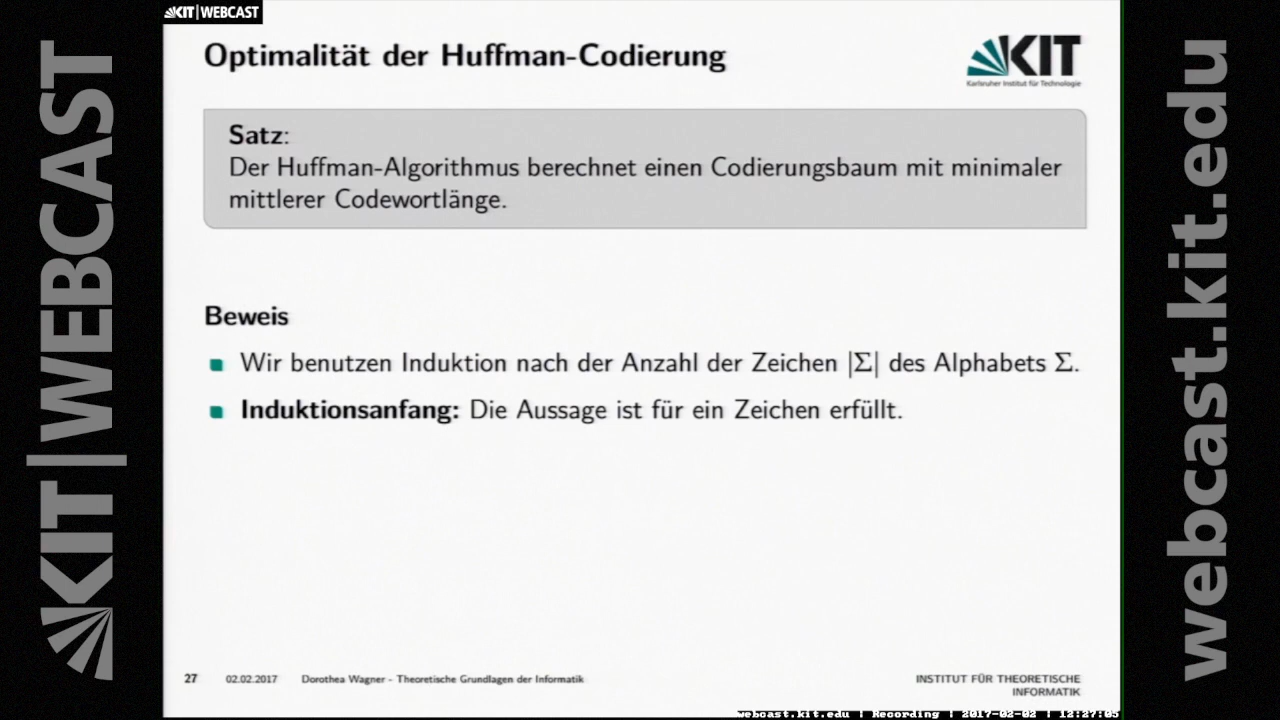 KIT|WEBCAST
Optimalität der Huffman-Codierung
KIT
Karlsruher Institut für Technologie
Satz:
Der Huffman-Algorithmus berechnet einen Codierungsbaum mit minimaler
mittlerer Codewortlänge.
Beweis
Wir benutzen Induktion nach der Anzahl der Zeichen |Σ| des Alphabets Σ.
Induktionsanfang: Die Aussage ist für ein Zeichen erfüllt.
27 02.02.2017 Dorothea Wagner - Theoretische Grundlagen der Informatik
INSTITUT FÜR THEORETISCHE
INFORMATIK
webcast.kit.edu | Recording | 2017-02-02 | 12:27:05
KIT|WEBCAST
webcast.kit.edu